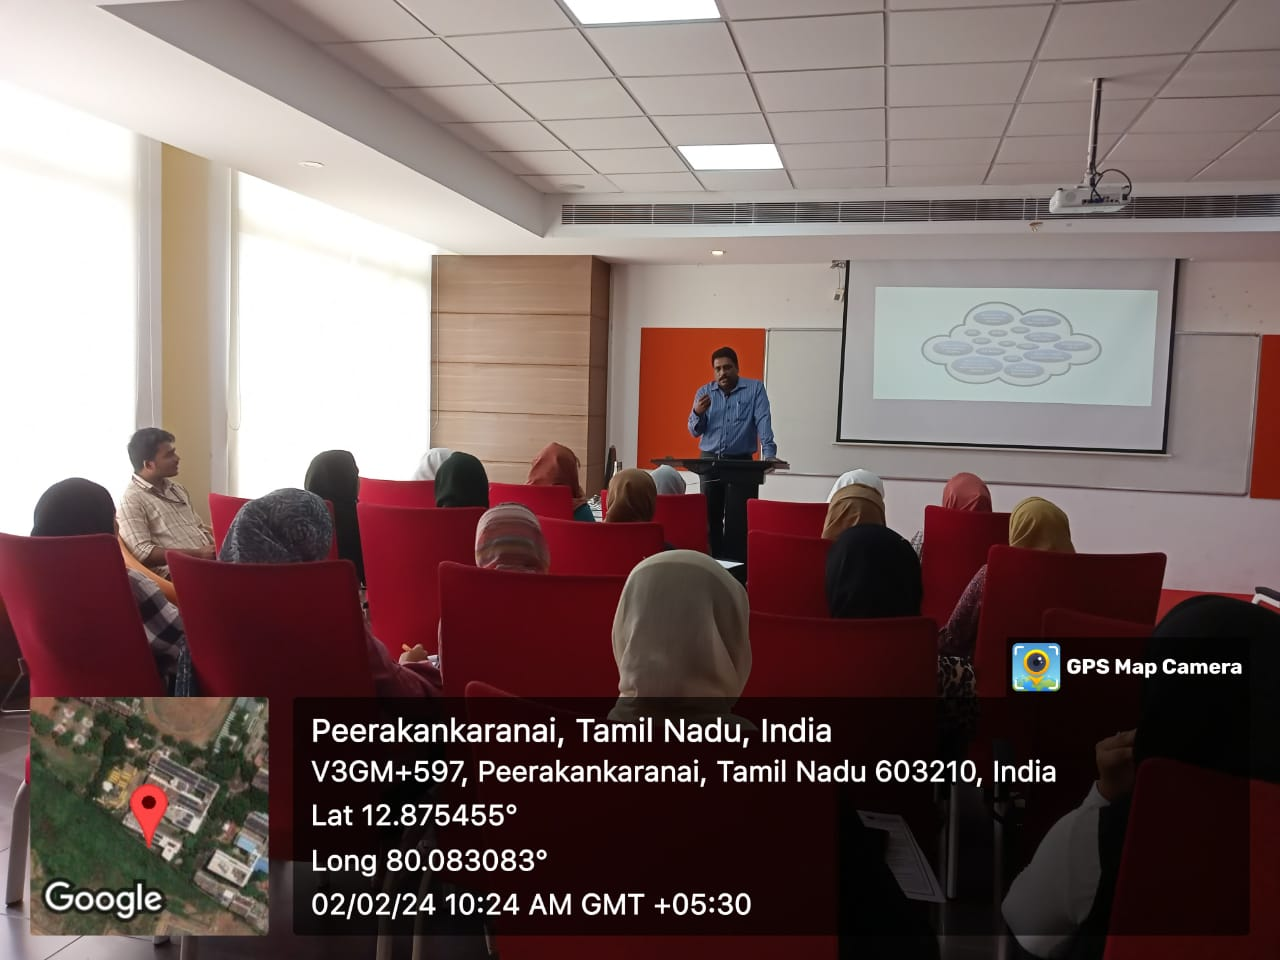 GPS Map Camera
Peerakankaranai, Tamil Nadu, India
V3GM+597, Peerakankaranai, Tamil Nadu 603210, India
Lat 12.875455°
Long 80.083083°
02/02/24 10:24 AM GMT +05:30
Google